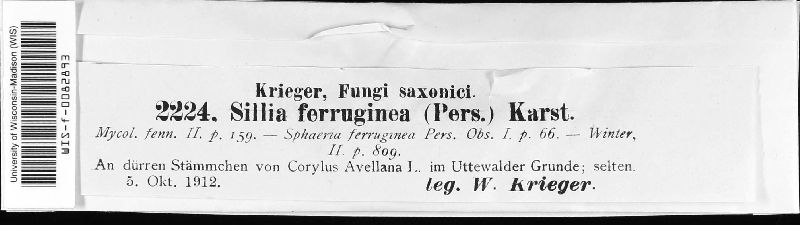 University of Wisconsin-Madison (WIS)
WIS-f-0082823
Krieger, Fungi saxonici.
2224. Sillia ferruginea (Pers.) Karst.
Mycol. fenn. II. p. 159. — Sphaeria ferruginea Pers. Obs. I. p. 66. — Winter,
II. p. 809.
An dürren Stämmchen von Corylus Avellana L. im Uttewalder Grunde; selten.
5. Okt. 1912.
leg. W. Krieger.